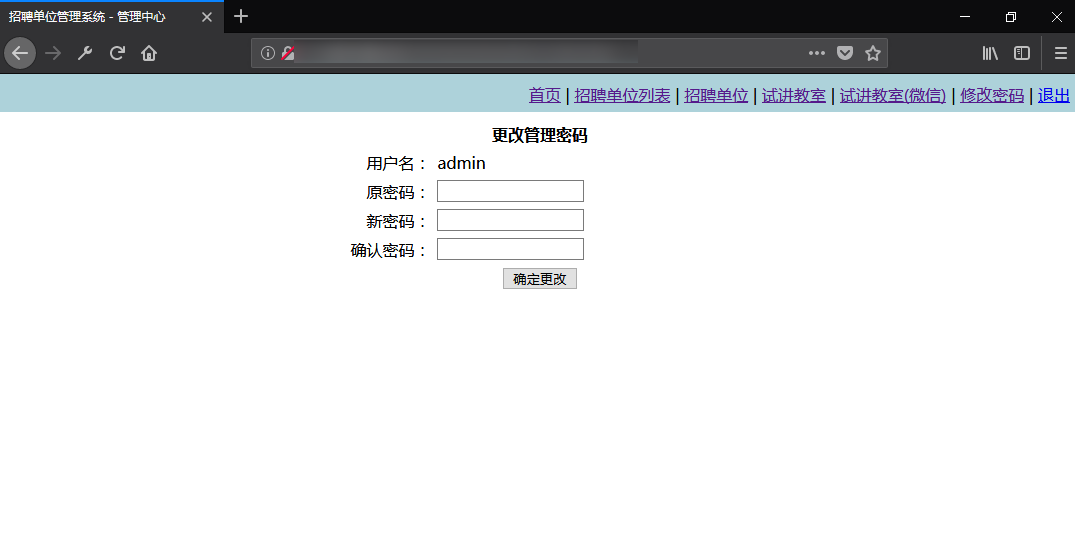 招聘单位管理系统 - 管理中心
首页 | 招聘单位列表 | 招聘单位 | 试讲教室 | 试讲教室(微信) | 修改密码 | 退出
更改管理密码
用户名： admin
原密码：
新密码：
确认密码：
确定更改